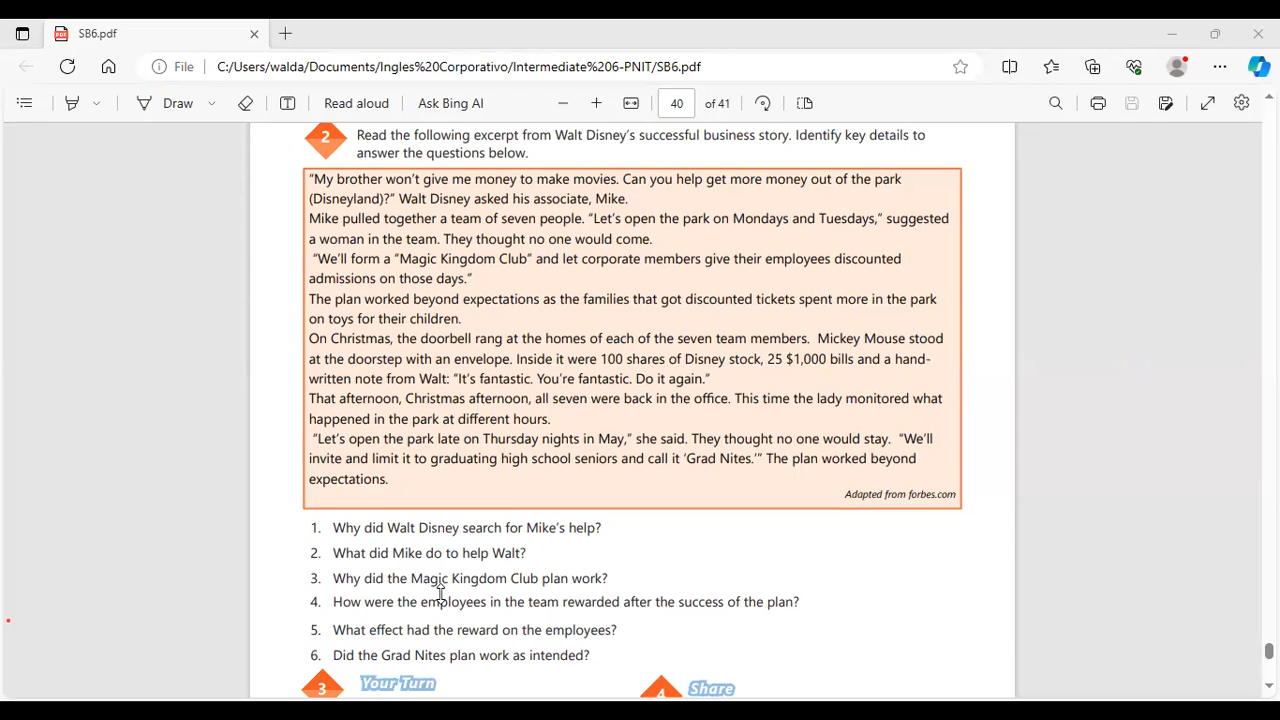 SB6.pdf
File C:/Users/walda/Documents/Ingles%20Corporativo/Intermediate%206-PNIT/SB6.pdf
Draw Read aloud Ask Bing AI 40 of 41
2 Read the following excerpt from Walt Disney's successful business story. Identify key details to
answer the questions below.
"My brother won't give me money to make movies. Can you help get more money out of the park
(Disneyland)?" Walt Disney asked his associate, Mike.
Mike pulled together a team of seven people. "Let's open the park on Mondays and Tuesdays," suggested
a woman in the team. They thought no one would come.
"We'll form a "Magic Kingdom Club" and let corporate members give their employees discounted
admissions on those days."
The plan worked beyond expectations as the families that got discounted tickets spent more in the park
on toys for their children.
On Christmas, the doorbell rang at the homes of each of the seven team members. Mickey Mouse stood
at the doorstep with an envelope. Inside it were 100 shares of Disney stock, 25 $1,000 bills and a hand-
written note from Walt: "It's fantastic. You're fantastic. Do it again."
That afternoon, Christmas afternoon, all seven were back in the office. This time the lady monitored what
happened in the park at different hours.
"Let's open the park late on Thursday nights in May," she said. They thought no one would stay. "We'll
invite and limit it to graduating high school seniors and call it 'Grad Nites.'" The plan worked beyond
expectations.
Adapted from forbes.com
1. Why did Walt Disney search for Mike's help?
2. What did Mike do to help Walt?
3. Why did the Magic Kingdom Club plan work?
4. How were the employees in the team rewarded after the success of the plan?
5. What effect had the reward on the employees?
6. Did the Grad Nites plan work as intended?
3 Your Turn
4 Share